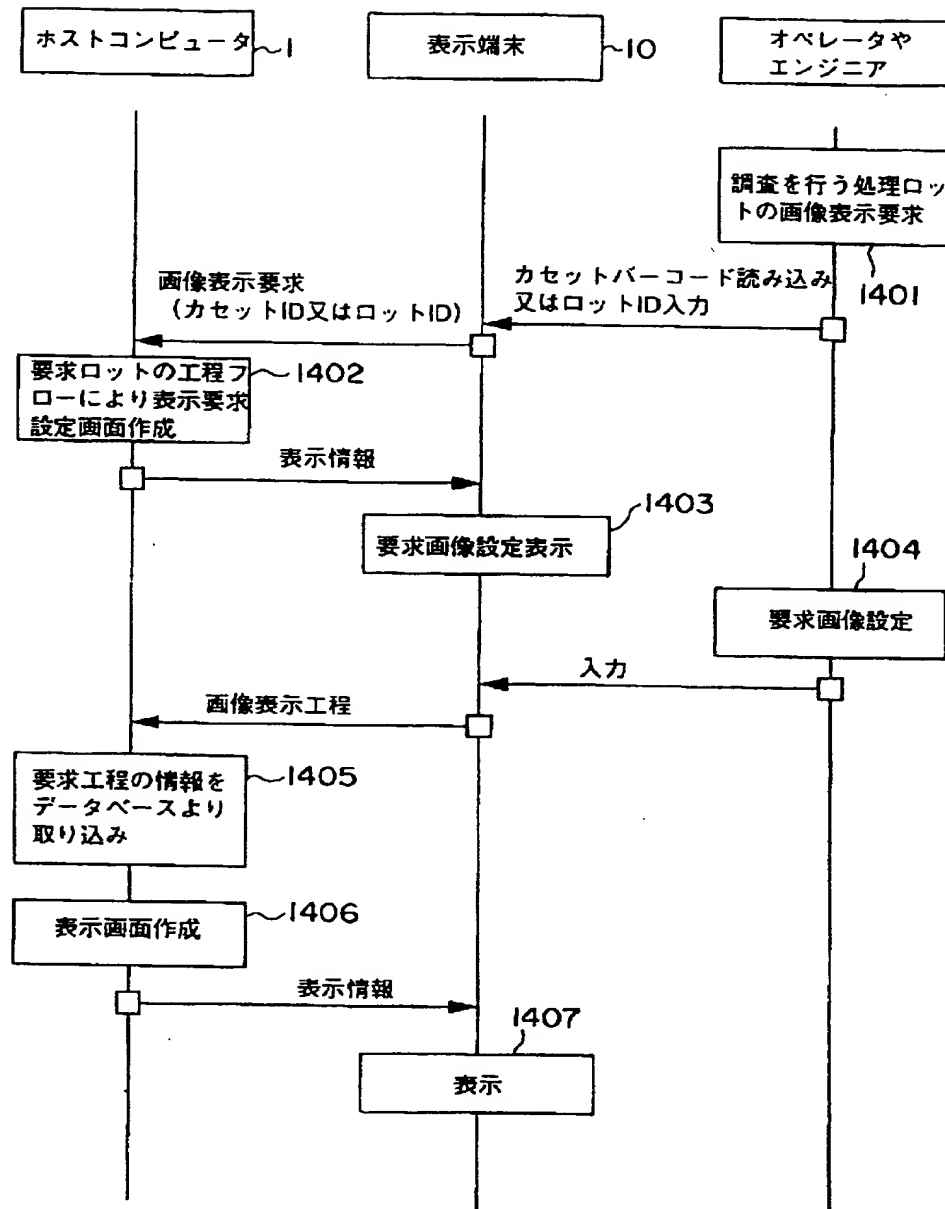 ホストコンピュータ
1
表示端末
10
オペレータや
エンジニア
調査を行う処理ロッ
トの画像表示要求
1401
カセットバーコード読み込み
又はロットID入力
画像表示要求
(カセットID又はロットID)
要求ロットの工程フ
ローにより表示要求
設定画面作成
1402
表示情報
要求画像設定表示
1403
1404
要求画像設定
入力
画像表示工程
要求工程の情報を
データベースより
取り込み
1405
表示画面作成
1406
表示情報
1407
表示